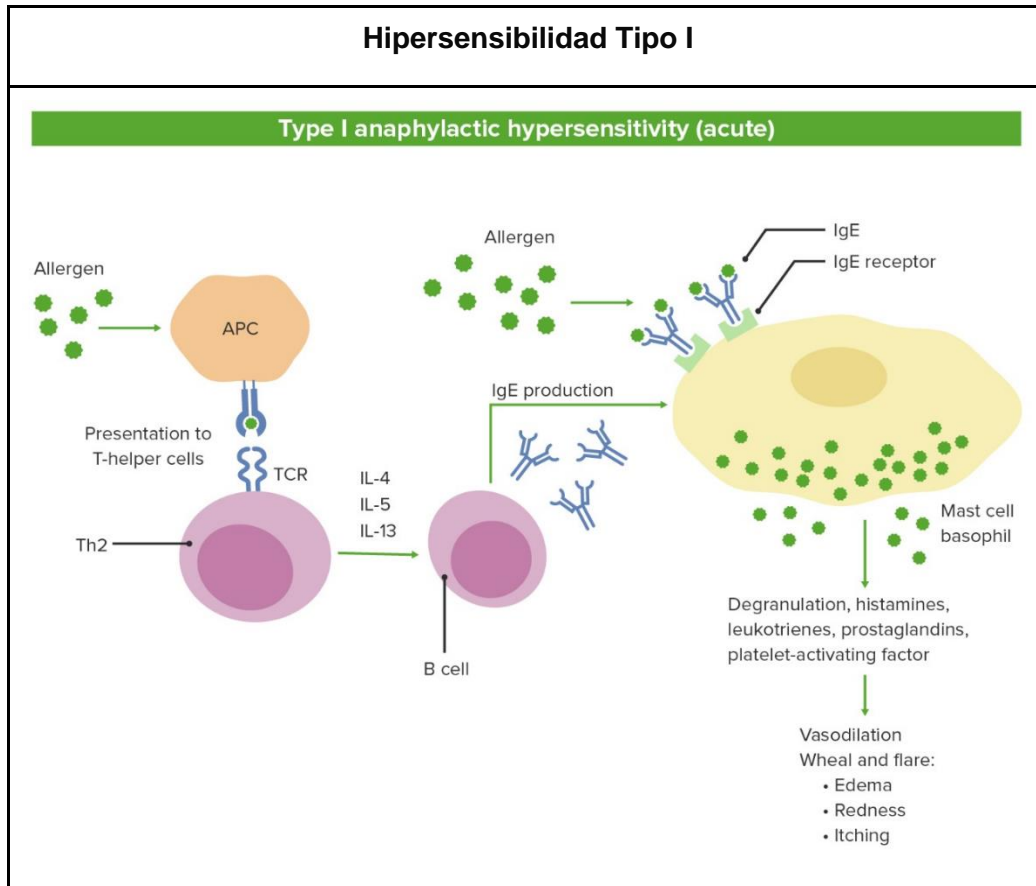 Hipersensibilidad Tipo I
Type I anaphylactic hypersensitivity (acute)
Allergen
APC
Presentation to
T-helper cells
TCR
Th2
IL-4
IL-5
IL-13
B cell
IgE production
Allergen
IgE
IgE receptor
Mast cell
basophil
Degranulation, histamines,
leukotrienes, prostaglandins,
platelet-activating factor
Vasodilation
Wheal and flare:
• Edema
• Redness
• Itching